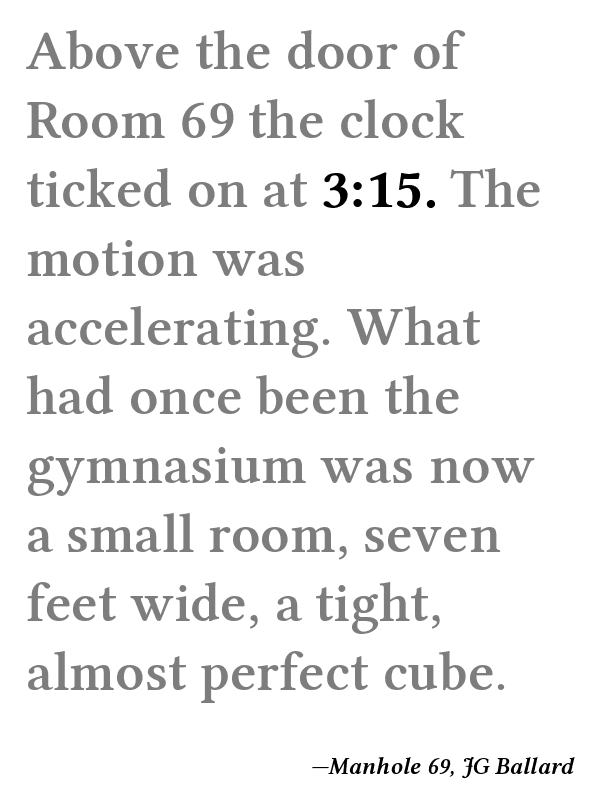 Above the door of
Room 69 the clock
ticked on at 3:15. The
motion was
accelerating. What
had once been the
gymnasium was now
a small room, seven
feet wide, a tight,
almost perfect cube.
—Manhole 69, JG Ballard